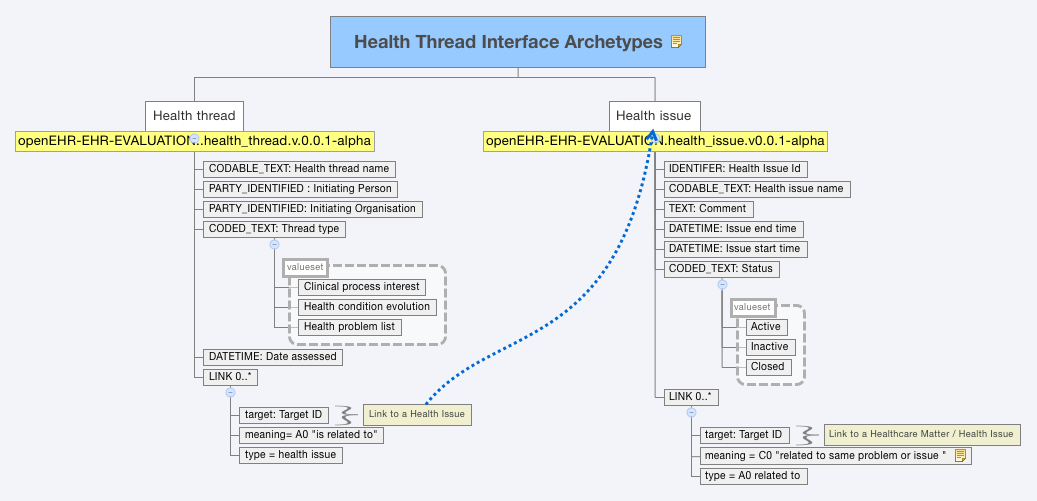 Health Thread Interface Archetypes
Health thread
openEHR-EHR-EVALUATION..health_thread.v.0.0.1-alpha
CODABLE_TEXT: Health thread name
PARTY_IDENTIFIED : Initiating Person
PARTY_IDENTIFIED: Initiating Organisation
CODED_TEXT: Thread type
valueset
Clinical process interest
Health condition evolution
Health problem list
DATETIME: Date assessed
LINK 0..*
target: Target ID
Link to a Health Issue
meaning= A0 "is related to"
type = health issue
Health issue
openEHR-EHR-EVALUATION.health_issue.v0.0.1-alpha
IDENTIFER: Health Issue Id
CODABLE_TEXT: Health issue name
TEXT: Comment
DATETIME: Issue end time
DATETIME: Issue start time
CODED_TEXT: Status
valueset
Active
Inactive
Closed
LINK 0..*
target: Target ID
Link to a Healthcare Matter / Health Issue
meaning = C0 "related to same problem or issue "
type = A0 related to